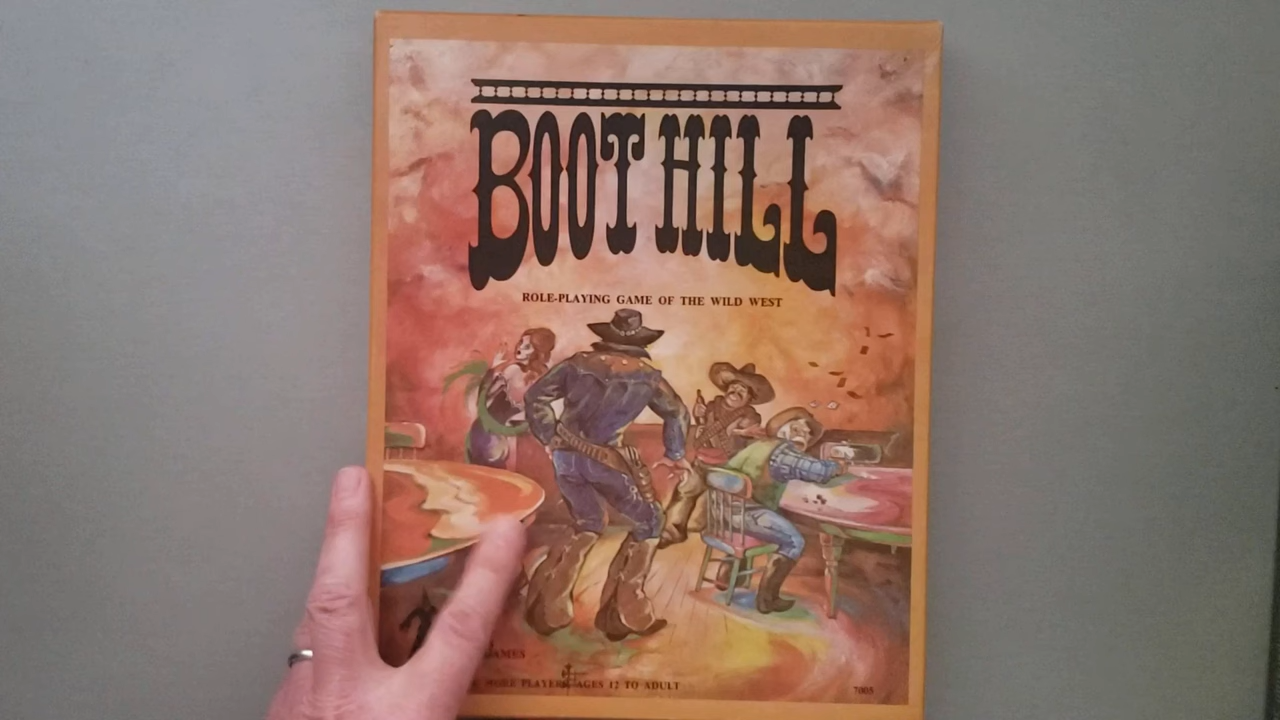 BOOT HILL
ROLE-PLAYING GAME OF THE WILD WEST
GAMES
MORE PLAYERS, AGES 12 TO ADULT
7005